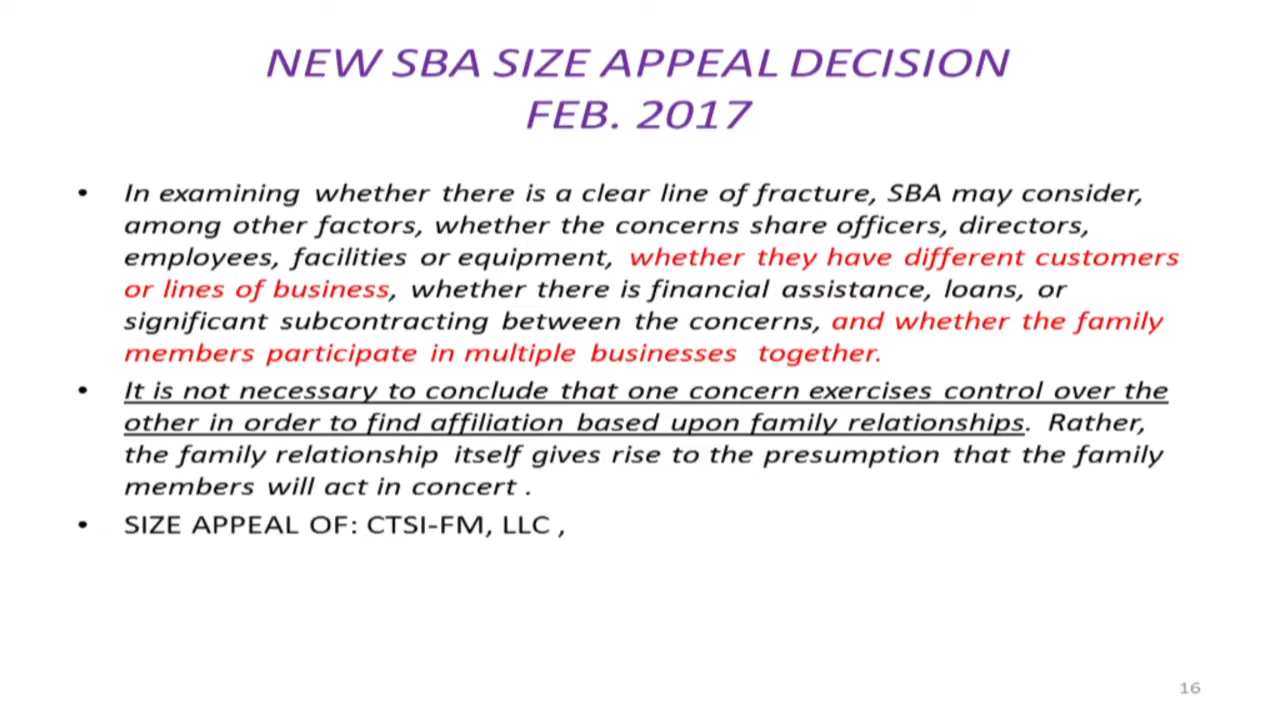 NEW SBA SIZE APPEAL DECISION
FEB. 2017
• In examining whether there is a clear line of fracture, SBA may consider,
among other factors, whether the concerns share officers, directors,
employees, facilities or equipment, whether they have different customers
or lines of business, whether there is financial assistance, loans, or
significant subcontracting between the concerns, and whether the family
members participate in multiple businesses together.
• It is not necessary to conclude that one concern exercises control over the
other in order to find affiliation based upon family relationships. Rather,
the family relationship itself gives rise to the presumption that the family
members will act in concert .
• SIZE APPEAL OF: CTSI-FM, LLC ,
16